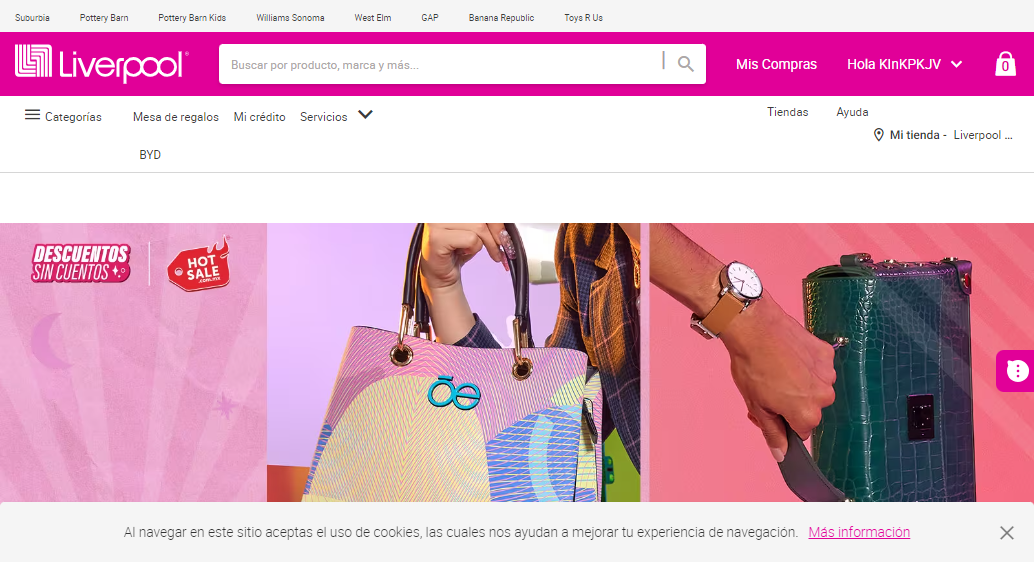 Suburbia Pottery Barn Pottery Barn Kids Williams Sonoma West Elm GAP Banana Republic Toys R Us
Liverpool®
Buscar por producto, marca y más...
Mis Compras
Hola KInKPKJV
0
Categorías
Mesa de regalos Mi crédito Servicios
Tiendas Ayuda
Mi tienda - Liverpool ...
BYD
DESCUENTOS
SIN CUENTOS
HOT
SALE
.com.mx
Al navegar en este sitio aceptas el uso de cookies, las cuales nos ayudan a mejorar tu experiencia de navegación. Más información